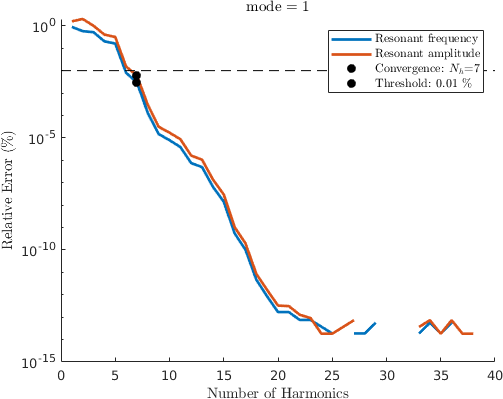 mode = 1
Resonant frequency
Resonant amplitude
Convergence: N_h=7
Threshold: 0.01 %
10^0
10^-5
10^-10
10^-15
Relative Error (%)
0 5 10 15 20 25 30 35 40
Number of Harmonics